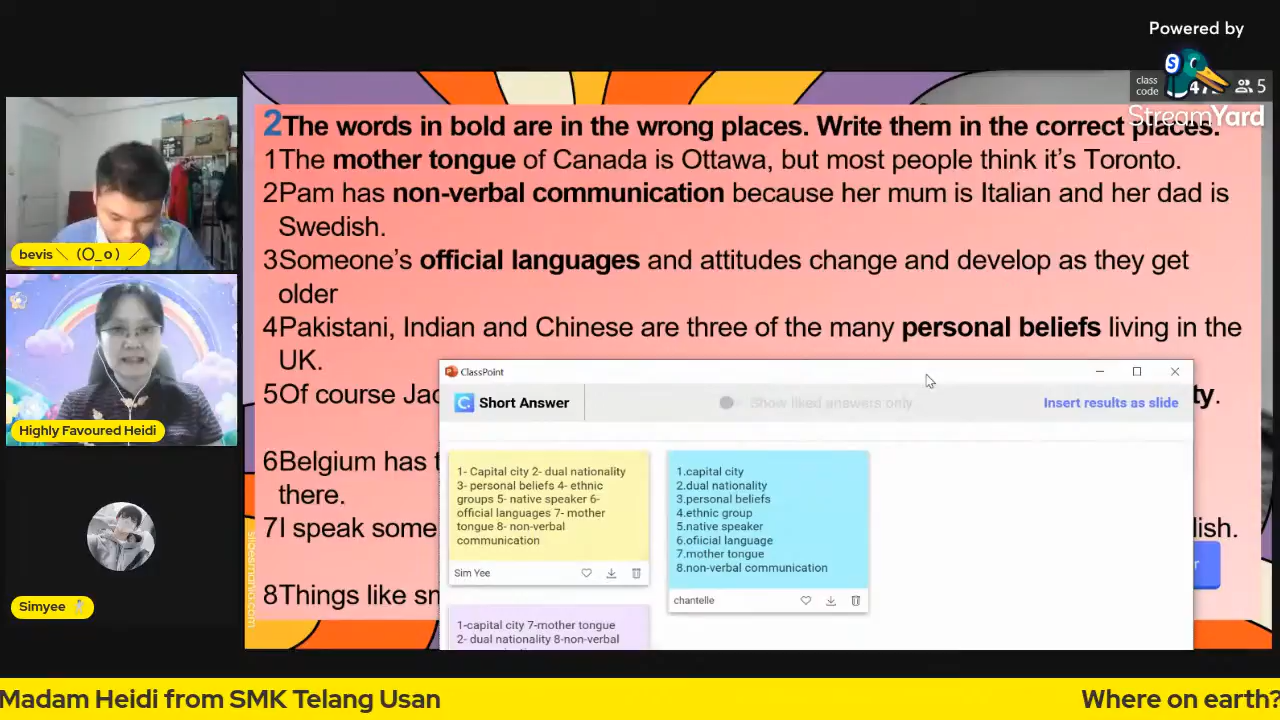 Powered by
class
code
47
5
StreamYard
2The words in bold are in the wrong places. Write them in the correct places.
1The mother tongue of Canada is Ottawa, but most people think it's Toronto.
2Pam has non-verbal communication because her mum is Italian and her dad is
Swedish.
3Someone's official languages and attitudes change and develop as they get
older
4Pakistani, Indian and Chinese are three of the many personal beliefs living in the
UK.
5Of course
ty.
6Belgium has
there.
7I speak some
lish.
8Things like
ClassPoint
Short Answer
Show liked answers only
Insert results as slide
1- Capital city 2- dual nationality
3- personal beliefs 4- ethnic
groups 5- native speaker 6-
official languages 7- mother
tongue 8- non-verbal
communication
Sim Yee
1.capital city
2.dual nationality
3.personal beliefs
4.ethnic group
5.native speaker
6.ofiicial language
7.mother tongue
8.non-verbal communication
chantelle
1-capital city 7-mother tongue
2- dual nationality 8-non-verbal
r
slidesmania.com
bevis＼（〇_ｏ）／
Highly Favoured Heidi
Simyee
Madam Heidi from SMK Telang Usan
Where on earth?